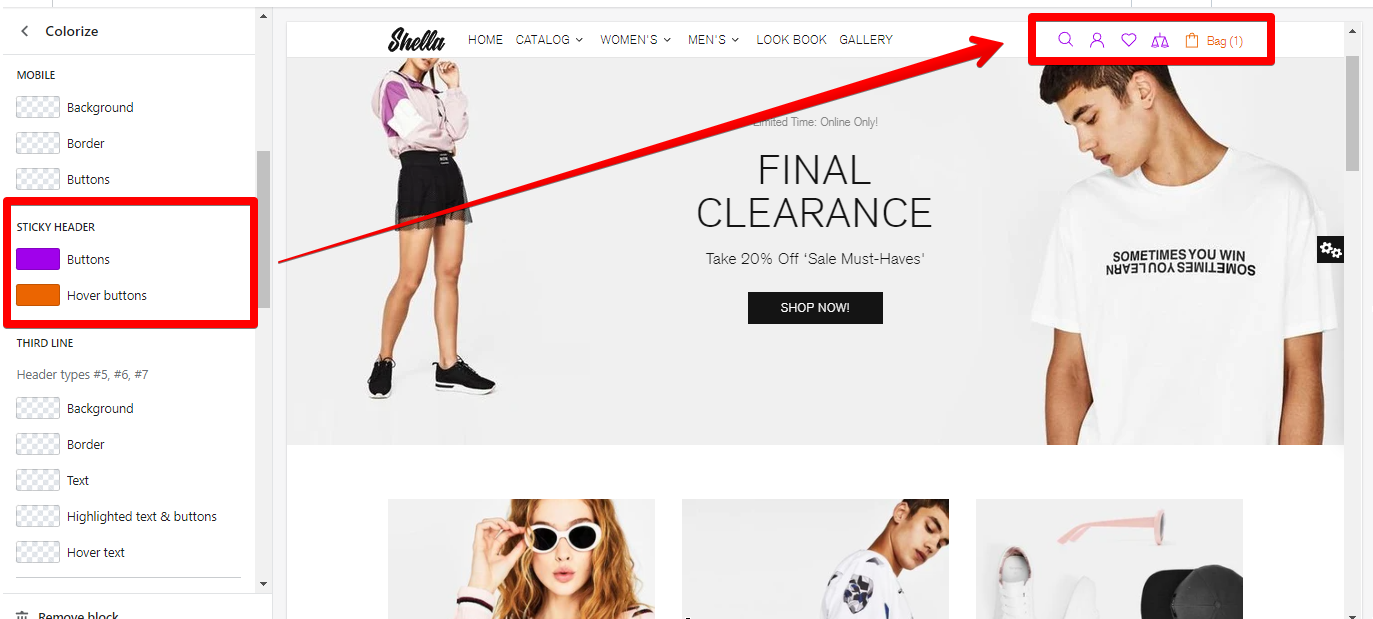 Colorize
MOBILE
Background
Border
Buttons
STICKY HEADER
Buttons
Hover buttons
THIRD LINE
Header types #5, #6, #7
Background
Border
Text
Highlighted text & buttons
Hover text
Remove block
Shella
HOME CATALOG WOMEN'S MEN'S LOOK BOOK GALLERY
Bag (1)
Limited Time: Online Only!
FINAL
CLEARANCE
Take 20% Off 'Sale Must-Haves'
SHOP NOW!
SOMETIMES YOU WIN
SOMETIMES YOU LEARN